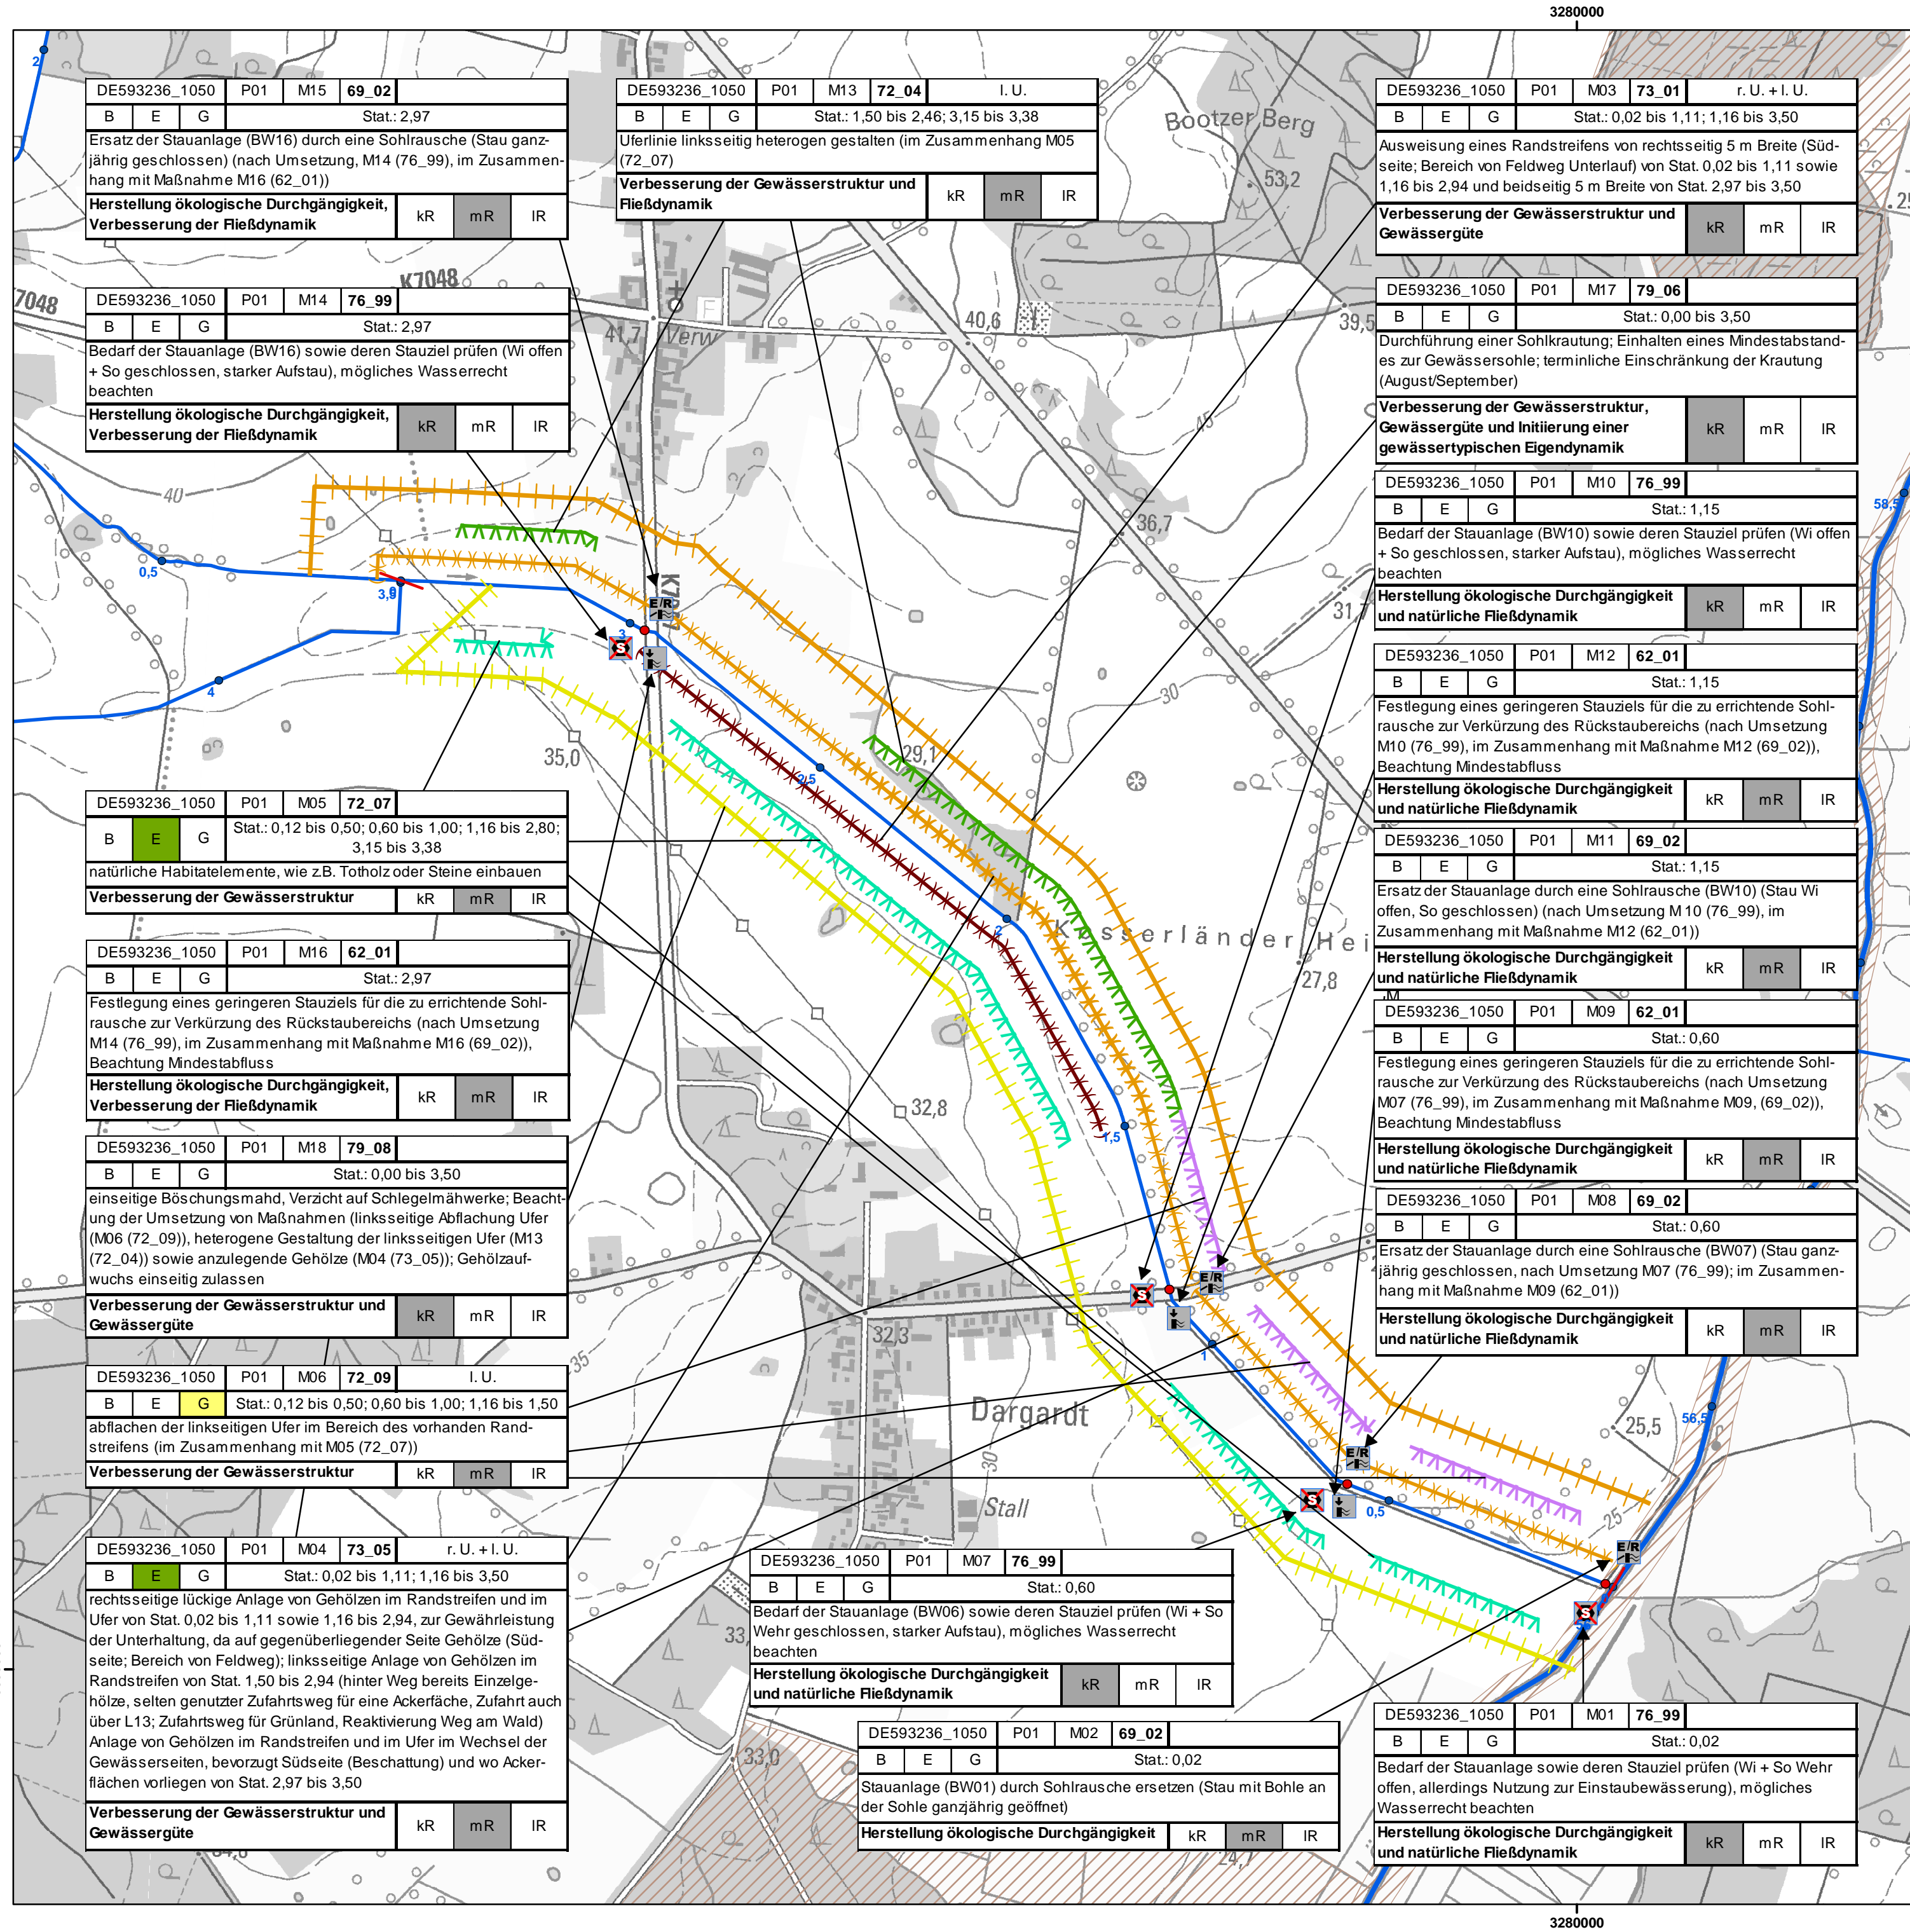 3280000
2
DE593236_1050 P01 M15 69_02
B E G Stat.: 2,97
Ersatz der Stauanlage (BW16) durch eine Sohlrausche (Stau ganz-
jährig geschlossen) (nach Umsetzung, M14 (76_99), im Zusammen-
hang mit Maßnahme M16 (62_01))
Herstellung ökologische Durchgängigkeit,
Verbesserung der Fließdynamik
kR mR lR
DE593236_1050 P01 M13 72_04 l. U.
B E G Stat.: 1,50 bis 2,46; 3,15 bis 3,38
Uferlinie linksseitig heterogen gestalten (im Zusammenhang M05
(72_07)
Verbesserung der Gewässerstruktur und
Fließdynamik
kR mR lR
DE593236_1050 P01 M03 73_01 r. U. + l. U.
B E G Stat.: 0,02 bis 1,11; 1,16 bis 3,50
Ausweisung eines Randstreifens von rechtsseitig 5 m Breite (Süd-
seite; Bereich von Feldweg Unterlauf) von Stat. 0,02 bis 1,11 sowie
1,16 bis 2,94 und beidseitig 5 m Breite von Stat. 2,97 bis 3,50
Verbesserung der Gewässerstruktur und
Gewässergüte
kR mR lR
Bootzer Berg
53,2
K7048
7048
DE593236_1050 P01 M14 76_99
B E G Stat.: 2,97
Bedarf der Stauanlage (BW16) sowie deren Stauziel prüfen (Wi offen
+ So geschlossen, starker Aufstau), mögliches Wasserrecht
beachten
Herstellung ökologische Durchgängigkeit,
Verbesserung der Fließdynamik
kR mR lR
41,7
Verw
F
40,6
39,5
DE593236_1050 P01 M17 79_06
B E G Stat.: 0,00 bis 3,50
Durchführung einer Sohlkrautung; Einhalten eines Mindestabstand-
es zur Gewässersohle; terminliche Einschränkung der Krautung
(August/September)
Verbesserung der Gewässerstruktur,
Gewässergüte und Initiierung einer
gewässertypischen Eigendynamik
kR mR lR
45
40
36,7
58,5
DE593236_1050 P01 M10 76_99
B E G Stat.: 1,15
Bedarf der Stauanlage (BW10) sowie deren Stauziel prüfen (Wi offen
+ So geschlossen, starker Aufstau), mögliches Wasserrecht
beachten
Herstellung ökologische Durchgängigkeit
und natürliche Fließdynamik
kR mR lR
0,5
E/R
3
S
4
30
35,0
29,1
2,5
DE593236_1050 P01 M12 62_01
B E G Stat.: 1,15
Festlegung eines geringeren Stauziels für die zu errichtende Sohl-
rausche zur Verkürzung des Rückstaubereichs (nach Umsetzung
M10 (76_99), im Zusammenhang mit Maßnahme M12 (69_02)),
Beachtung Mindestabfluss
Herstellung ökologische Durchgängigkeit
und natürliche Fließdynamik
kR mR lR
DE593236_1050 P01 M05 72_07
B E G Stat.: 0,12 bis 0,50; 0,60 bis 1,00; 1,16 bis 2,80;
3,15 bis 3,38
natürliche Habitatelemente, wie z.B. Totholz oder Steine einbauen
Verbesserung der Gewässerstruktur
kR mR lR
DE593236_1050 P01 M11 69_02
B E G Stat.: 1,15
Ersatz der Stauanlage durch eine Sohlrausche (BW10) (Stau Wi
offen, So geschlossen) (nach Umsetzung M10 (76_99), im
Zusammenhang mit Maßnahme M12 (62_01))
Herstellung ökologische Durchgängigkeit
und natürliche Fließdynamik
kR mR lR
2
27,8
DE593236_1050 P01 M16 62_01
B E G Stat.: 2,97
Festlegung eines geringeren Stauziels für die zu errichtende Sohl-
rausche zur Verkürzung des Rückstaubereichs (nach Umsetzung
M14 (76_99), im Zusammenhang mit Maßnahme M16 (69_02)),
Beachtung Mindestabfluss
Herstellung ökologische Durchgängigkeit,
Verbesserung der Fließdynamik
kR mR lR
DE593236_1050 P01 M09 62_01
B E G Stat.: 0,60
Festlegung eines geringeren Stauziels für die zu errichtende Sohl-
rausche zur Verkürzung des Rückstaubereichs (nach Umsetzung
M07 (76_99), im Zusammenhang mit Maßnahme M09, (69_02)),
Beachtung Mindestabfluss
Herstellung ökologische Durchgängigkeit
und natürliche Fließdynamik
kR mR lR
32,8
1,5
DE593236_1050 P01 M18 79_08
B E G Stat.: 0,00 bis 3,50
einseitige Böschungsmahd, Verzicht auf Schlegelmähwerke; Beacht-
ung der Umsetzung von Maßnahmen (linksseitige Abflachung Ufer
(M06 (72_09)), heterogene Gestaltung der linksseitigen Ufer (M13
(72_04)) sowie anzulegende Gehölze (M04 (73_05)); Gehölzauf-
wuchs einseitig zulassen
Verbesserung der Gewässerstruktur und
Gewässergüte
kR mR lR
DE593236_1050 P01 M08 69_02
B E G Stat.: 0,60
Ersatz der Stauanlage durch eine Sohlrausche (BW07) (Stau ganz-
jährig geschlossen, nach Umsetzung M07 (76_99); im Zusammen-
hang mit Maßnahme M09 (62_01))
Herstellung ökologische Durchgängigkeit
und natürliche Fließdynamik
kR mR lR
E/R
S
32,3
35
1
DE593236_1050 P01 M06 72_09 l. U.
B E G Stat.: 0,12 bis 0,50; 0,60 bis 1,00; 1,16 bis 1,50
abflachen der linkseitigen Ufer im Bereich des vorhanden Rand-
streifens (im Zusammenhang mit M05 (72_07))
Verbesserung der Gewässerstruktur
kR mR lR
Dargardt
30
Stall
25,5
56,5
E/R
S
0,5
25
DE593236_1050 P01 M04 73_05 r. U. + l. U.
B E G Stat.: 0,02 bis 1,11; 1,16 bis 3,50
rechtsseitige lückige Anlage von Gehölzen im Randstreifen und im
Ufer von Stat. 0,02 bis 1,11 sowie 1,16 bis 2,94, zur Gewährleistung
der Unterhaltung, da auf gegenüberliegender Seite Gehölze (Süd-
seite; Bereich von Feldweg); linksseitige Anlage von Gehölzen im
Randstreifen von Stat. 1,50 bis 2,94 (hinter Weg bereits Einzelge-
hölze, selten genutzter Zufahrtsweg für eine Ackerfäche, Zufahrt auch
über L13; Zufahrtsweg für Grünland, Reaktivierung Weg am Wald)
Anlage von Gehölzen im Randstreifen und im Ufer im Wechsel der
Gewässerseiten, bevorzugt Südseite (Beschattung) und wo Acker-
flächen vorliegen von Stat. 2,97 bis 3,50
Verbesserung der Gewässerstruktur und
Gewässergüte
kR mR lR
DE593236_1050 P01 M07 76_99
B E G Stat.: 0,60
Bedarf der Stauanlage (BW06) sowie deren Stauziel prüfen (Wi + So
Wehr geschlossen, starker Aufstau), mögliches Wasserrecht
beachten
Herstellung ökologische Durchgängigkeit
und natürliche Fließdynamik
kR mR lR
E/R
S
33,0
DE593236_1050 P01 M02 69_02
B E G Stat.: 0,02
Stauanlage (BW01) durch Sohlrausche ersetzen (Stau mit Bohle an
der Sohle ganzjährig geöffnet)
Herstellung ökologische Durchgängigkeit
kR mR lR
DE593236_1050 P01 M01 76_99
B E G Stat.: 0,02
Bedarf der Stauanlage sowie deren Stauziel prüfen (Wi + So Wehr
offen, allerdings Nutzung zur Einstaubewässerung), mögliches
Wasserrecht beachten
Herstellung ökologische Durchgängigkeit
und natürliche Fließdynamik
kR mR lR
3280000